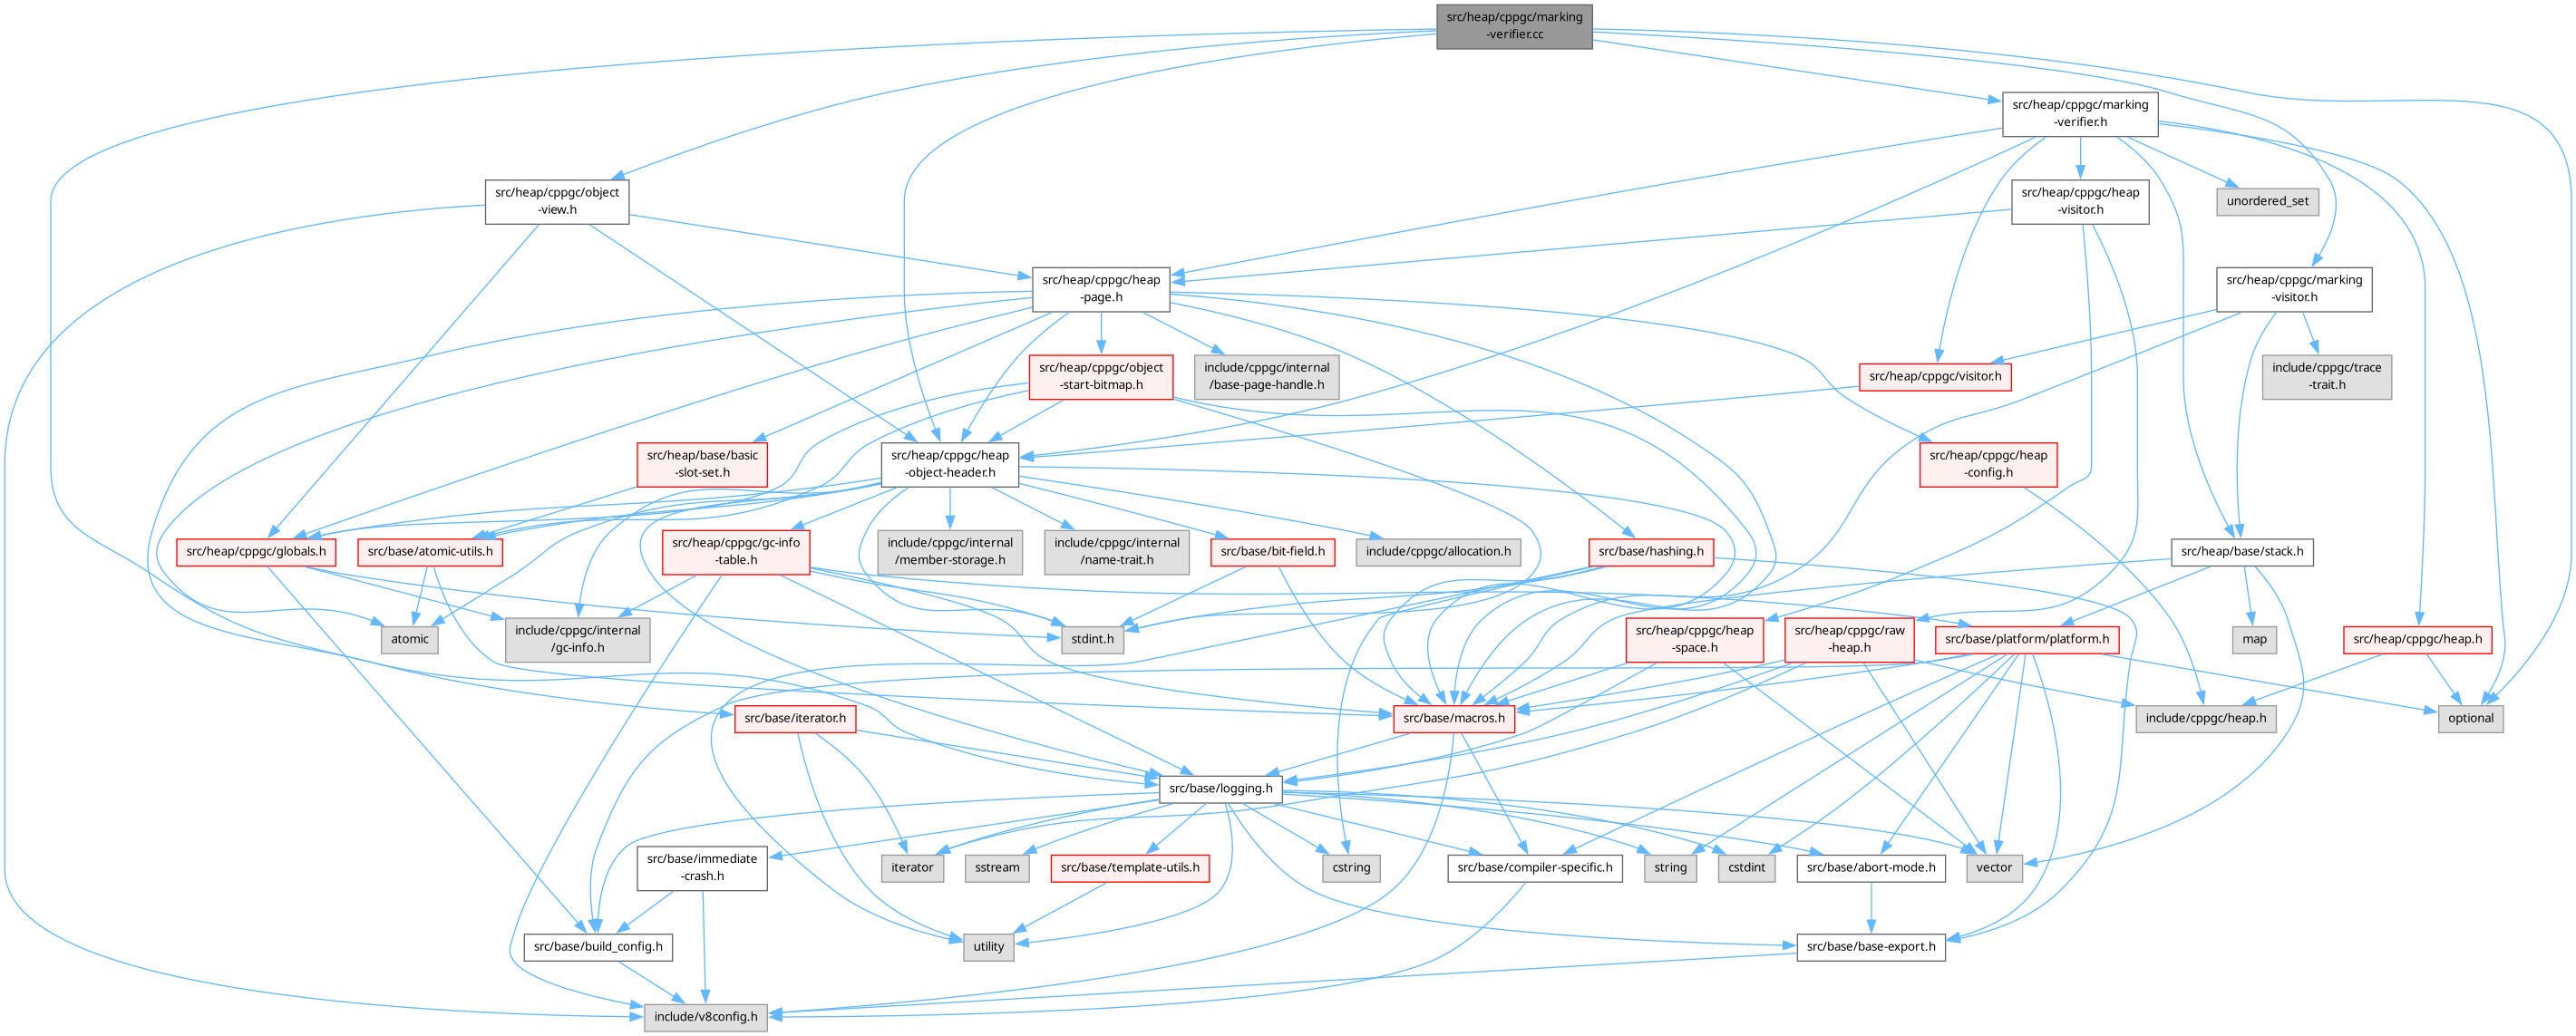 src/heap/cppgc/marking
-verifier.cc
src/heap/cppgc/marking
-verifier.h
src/heap/cppgc/object
-view.h
src/heap/cppgc/heap
-visitor.h
unordered_set
src/heap/cppgc/heap
-page.h
src/heap/cppgc/marking
-visitor.h
src/heap/cppgc/object
-start-bitmap.h
include/cppgc/internal
/base-page-handle.h
src/heap/cppgc/visitor.h
include/cppgc/trace
-trait.h
src/heap/base/basic
-slot-set.h
src/heap/cppgc/heap
-object-header.h
src/heap/cppgc/heap
-config.h
src/heap/cppgc/globals.h
src/base/atomic-utils.h
src/heap/cppgc/gc-info
-table.h
include/cppgc/internal
/member-storage.h
include/cppgc/internal
/name-trait.h
src/base/bit-field.h
include/cppgc/allocation.h
src/base/hashing.h
src/heap/base/stack.h
atomic
include/cppgc/internal
/gc-info.h
stdint.h
src/heap/cppgc/heap
-space.h
src/heap/cppgc/raw
-heap.h
src/base/platform/platform.h
map
src/heap/cppgc/heap.h
src/base/iterator.h
src/base/macros.h
include/cppgc/heap.h
optional
src/base/logging.h
src/base/immediate
-crash.h
iterator
sstream
src/base/template-utils.h
cstring
src/base/compiler-specific.h
string
cstdint
src/base/abort-mode.h
vector
src/base/build_config.h
utility
src/base/base-export.h
include/v8config.h